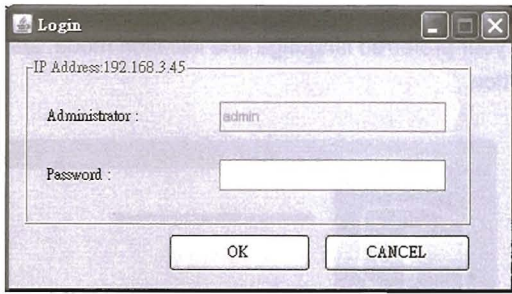 Login
IP Address:192.168.3.45
Administrator :
admin
Password :
OK
CANCEL